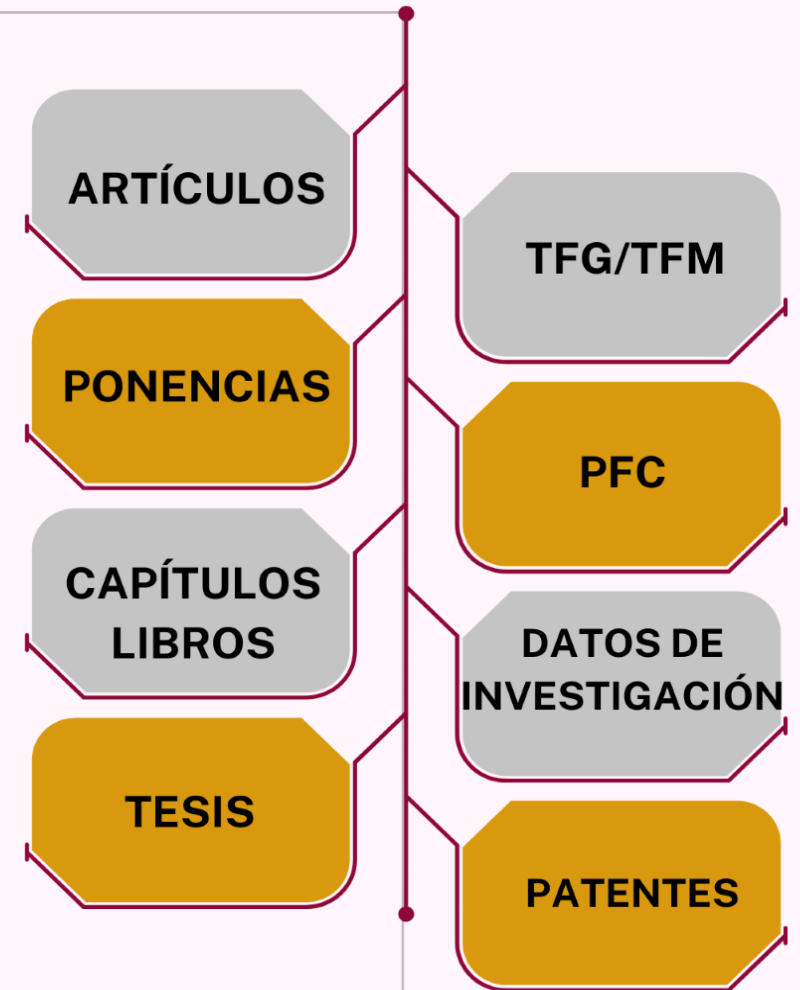 ARTÍCULOS
TFG/TFM
PONENCIAS
PFC
CAPÍTULOS
LIBROS
DATOS DE
INVESTIGACIÓN
TESIS
PATENTES